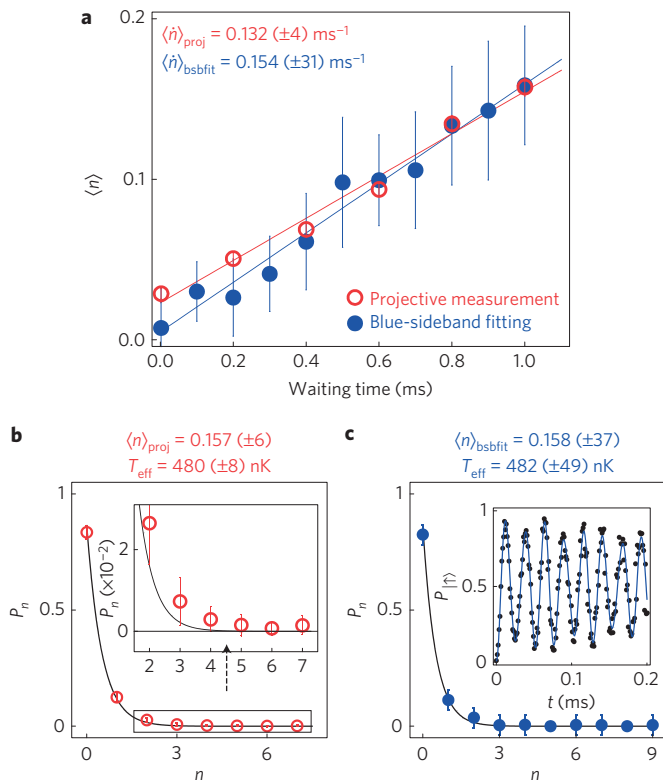 a
⟨ṅ⟩proj = 0.132 (±4) ms⁻¹
⟨ṅ⟩bsbfit = 0.154 (±31) ms⁻¹
0.2
0.1
0.0
⟨n⟩
Projective measurement
Blue-sideband fitting
0.0 0.2 0.4 0.6 0.8 1.0
Waiting time (ms)
b
⟨n⟩proj = 0.157 (±6)
Teff = 480 (±8) nK
1
0.5
0
Pn
2
0
Pn (×10⁻²)
2 3 4 5 6 7
0 3 6
n
c
⟨n⟩bsbfit = 0.158 (±37)
Teff = 482 (±49) nK
1
0.5
0
Pn
1
0.5
0
P|↑⟩
0 0.1 0.2
t (ms)
0 3 6 9
n